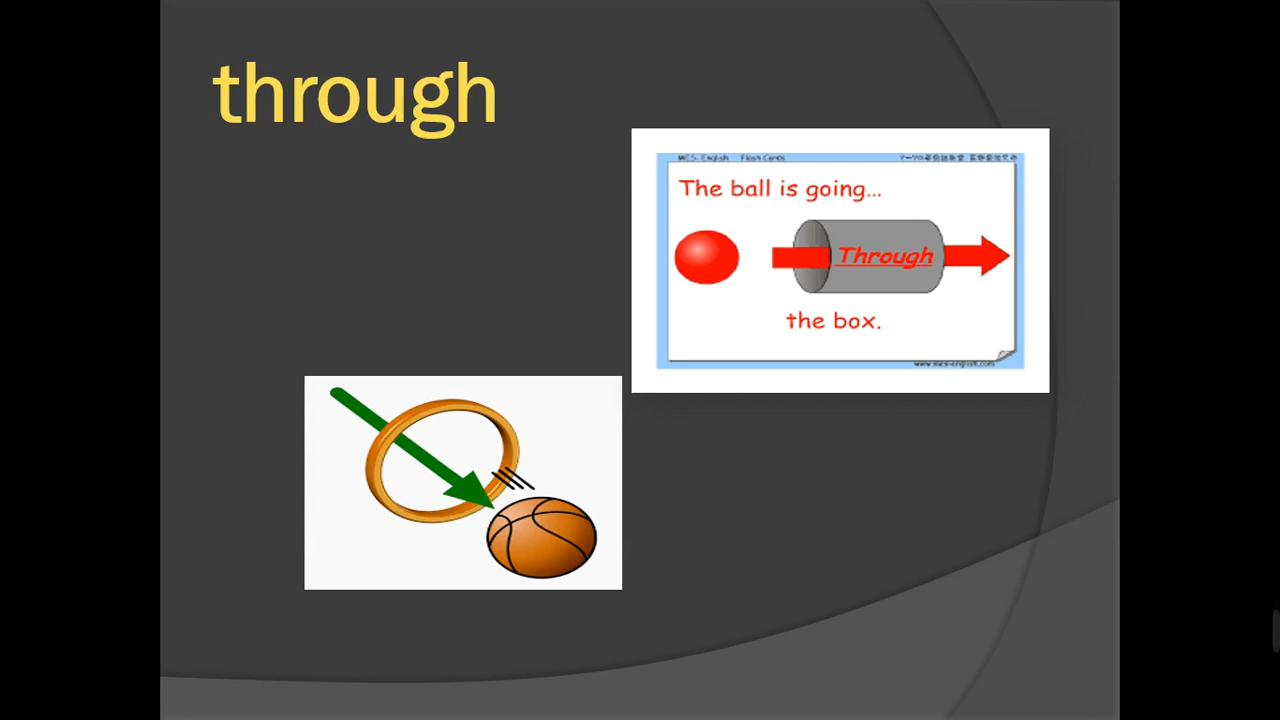 through
MES-English Flash Cards
The ball is going...
Through
the box.
www.mes-english.com